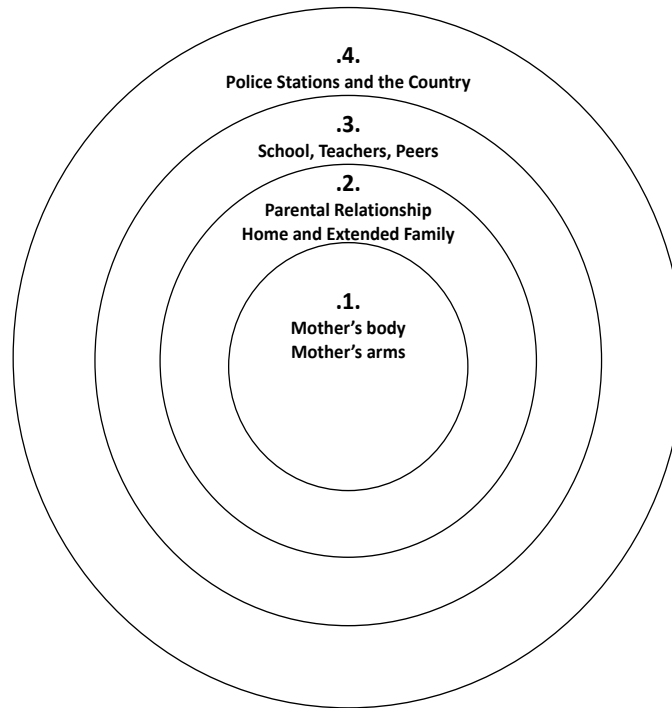 .4.
Police Stations and the Country
.3.
School, Teachers, Peers
.2.
Parental Relationship
Home and Extended Family
.1.
Mother’s body
Mother’s arms